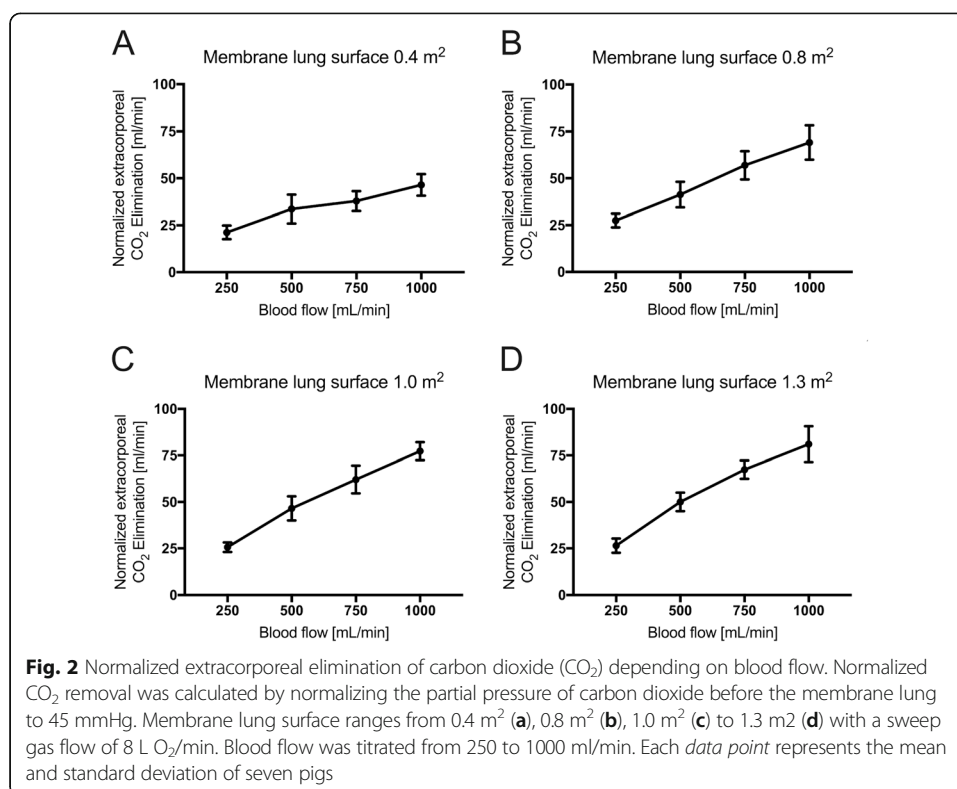 A
Membrane lung surface 0.4 m²
Normalized extracorporeal
CO₂ Elimination [ml/min]
100
75
50
25
0
250 500 750 1000
Blood flow [mL/min]
B
Membrane lung surface 0.8 m²
Normalized extracorporeal
CO₂ Elimination [ml/min]
100
75
50
25
0
250 500 750 1000
Blood flow [mL/min]
C
Membrane lung surface 1.0 m²
Normalized extracorporeal
CO₂ Elimination [ml/min]
100
75
50
25
0
250 500 750 1000
Blood flow [mL/min]
D
Membrane lung surface 1.3 m²
Normalized extracorporeal
CO₂ Elimination [ml/min]
100
75
50
25
0
250 500 750 1000
Blood flow [mL/min]
Fig. 2 Normalized extracorporeal elimination of carbon dioxide (CO₂) depending on blood flow. Normalized
CO₂ removal was calculated by normalizing the partial pressure of carbon dioxide before the membrane lung
to 45 mmHg. Membrane lung surface ranges from 0.4 m² (a), 0.8 m² (b), 1.0 m² (c) to 1.3 m2 (d) with a sweep
gas flow of 8 L O₂/min. Blood flow was titrated from 250 to 1000 ml/min. Each data point represents the mean
and standard deviation of seven pigs